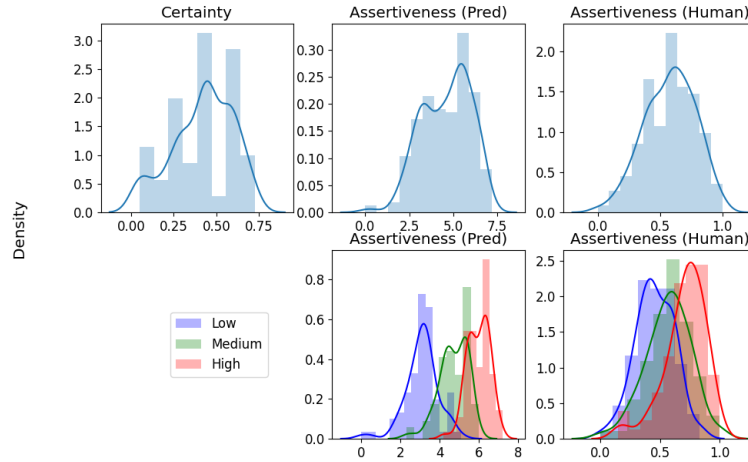 Certainty
Assertiveness (Pred)
Assertiveness (Human)
3.0
2.5
2.0
1.5
1.0
0.5
0.0
0.00 0.25 0.50 0.75
0.30
0.25
0.20
0.15
0.10
0.05
0.00
0.0 2.5 5.0 7.5
2.0
1.5
1.0
0.5
0.0
0.0 0.5 1.0
Density
Assertiveness (Pred)
Assertiveness (Human)
Low
Medium
High
0.8
0.6
0.4
0.2
0.0
0 2 4 6 8
2.5
2.0
1.5
1.0
0.5
0.0
0.0 0.5 1.0